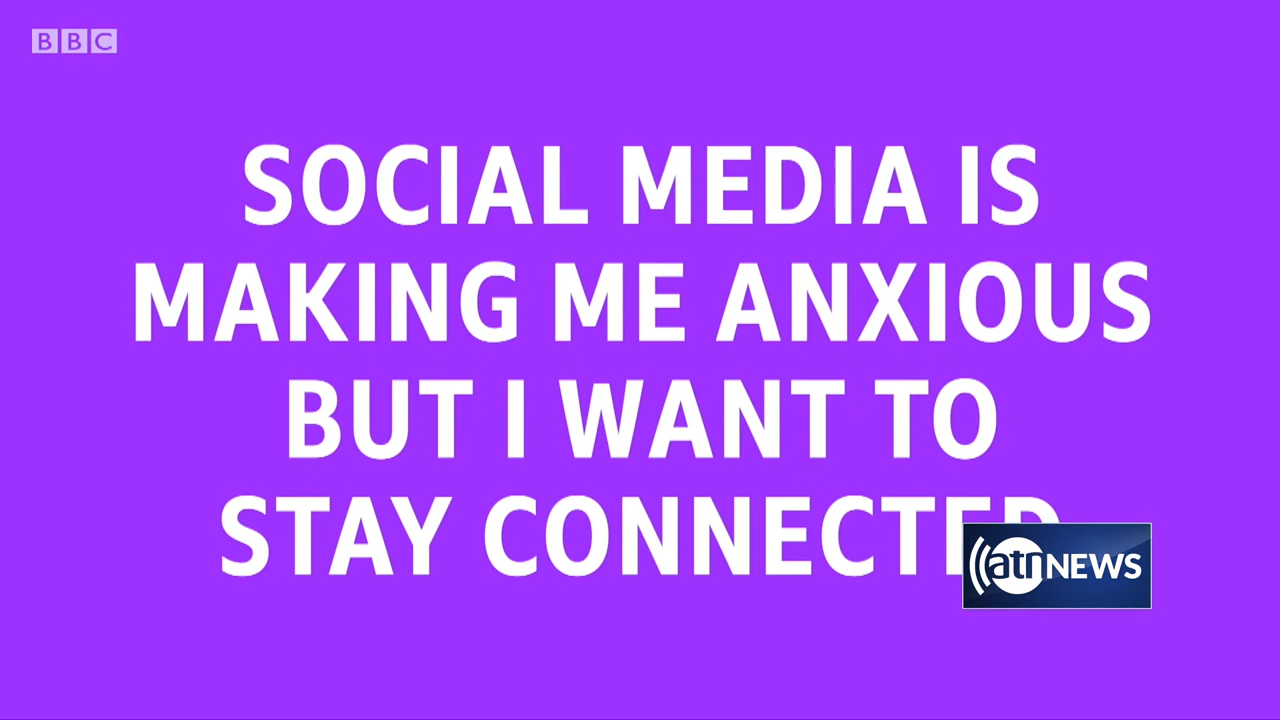 BBC
SOCIAL MEDIA IS
MAKING ME ANXIOUS
BUT I WANT TO
STAY CONNECTED
atn NEWS